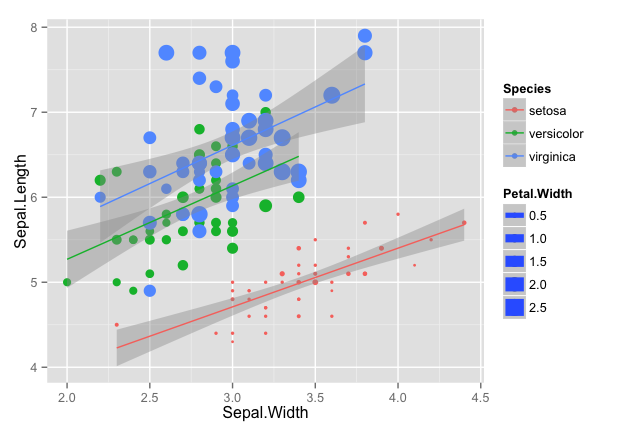 8
7
6
5
4
Sepal.Length
2.0 2.5 3.0 3.5 4.0 4.5
Sepal.Width
Species
setosa
versicolor
virginica
Petal.Width
0.5
1.0
1.5
2.0
2.5